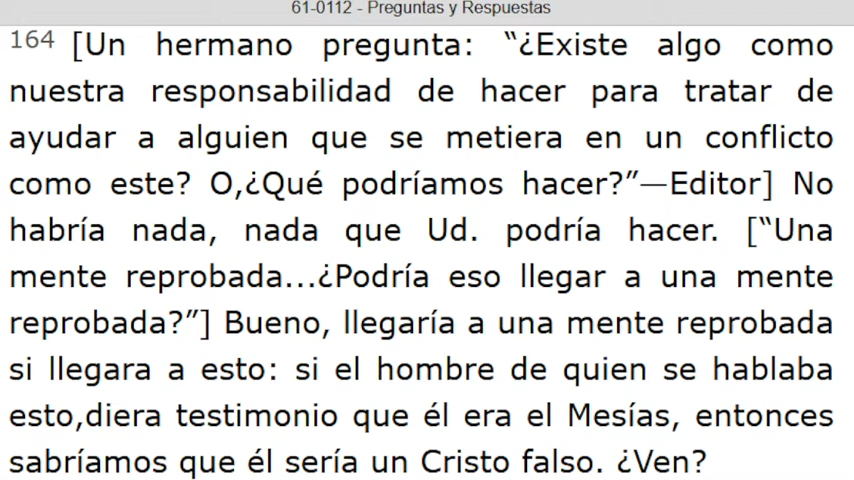 61-0112 - Preguntas y Respuestas
164 [Un hermano pregunta: “¿Existe algo como
nuestra responsabilidad de hacer para tratar de
ayudar a alguien que se metiera en un conflicto
como este? O,¿Qué podríamos hacer?”—Editor] No
habría nada, nada que Ud. podría hacer. [“Una
mente reprobada...¿Podría eso llegar a una mente
reprobada?”] Bueno, llegaría a una mente reprobada
si llegara a esto: si el hombre de quien se hablaba
esto,diera testimonio que él era el Mesías, entonces
sabríamos que él sería un Cristo falso. ¿Ven?